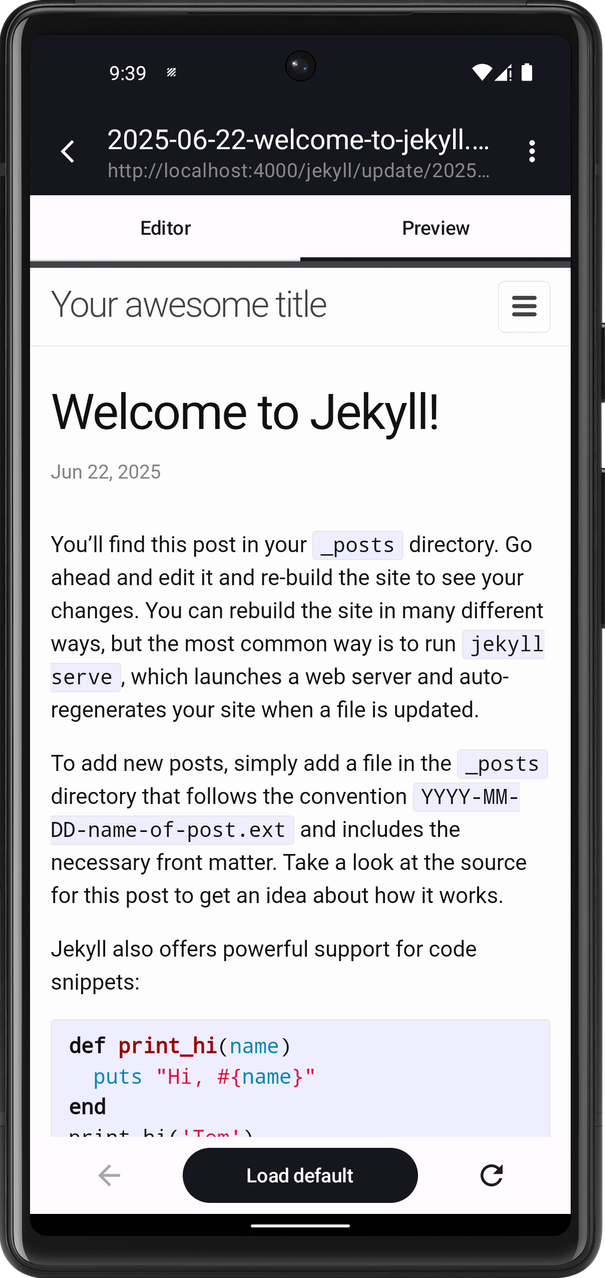 9:39
2025-06-22-welcome-to-jekyll....
http://localhost:4000/jekyll/update/2025...
Editor
Preview
Your awesome title
Welcome to Jekyll!
Jun 22, 2025
You’ll find this post in your _posts directory. Go
ahead and edit it and re-build the site to see your
changes. You can rebuild the site in many different
ways, but the most common way is to run jekyll
serve, which launches a web server and auto-
regenerates your site when a file is updated.
To add new posts, simply add a file in the _posts
directory that follows the convention YYYY-MM-
DD-name-of-post.ext and includes the
necessary front matter. Take a look at the source
for this post to get an idea about how it works.
Jekyll also offers powerful support for code
snippets:
def print_hi(name)
  puts "Hi, #{name}"
end
print_hi('Tom')
Load default